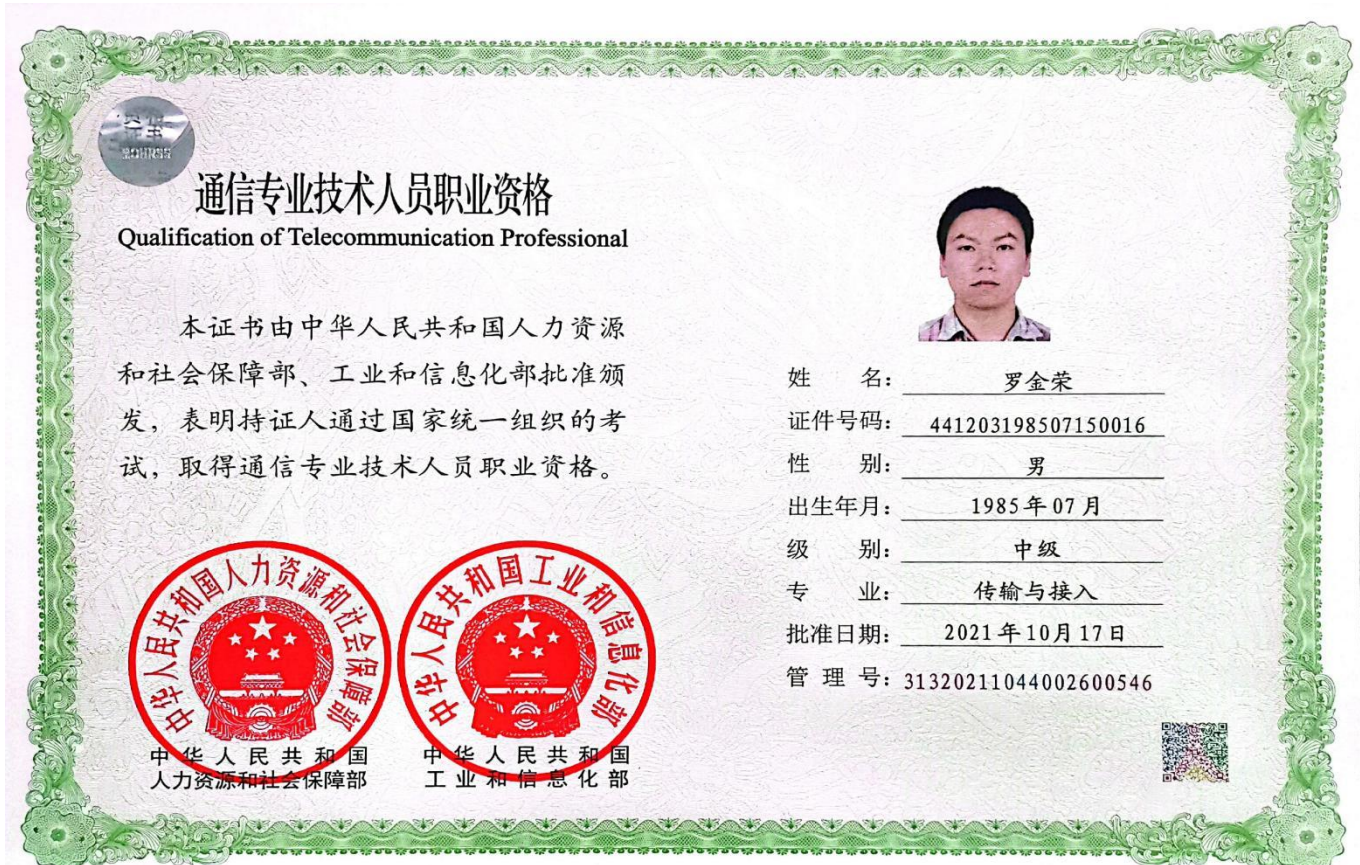 资格
证书
MOHRSS
通信专业技术人员职业资格
Qualification of Telecommunication Professional
本证书由中华人民共和国人力资源
和社会保障部、工业和信息化部批准颁
发，表明持证人通过国家统一组织的考
试，取得通信专业技术人员职业资格。
中华人民共和国人力资源和社会保障部
中华人民共和国
人力资源和社会保障部
中华人民共和国工业和信息化部
中华人民共和国
工业和信息化部
姓 名：罗金荣
证件号码：441203198507150016
性 别：男
出生年月：1985年07月
级 别：中级
专 业：传输与接入
批准日期：2021年10月17日
管 理 号：31320211044002600546